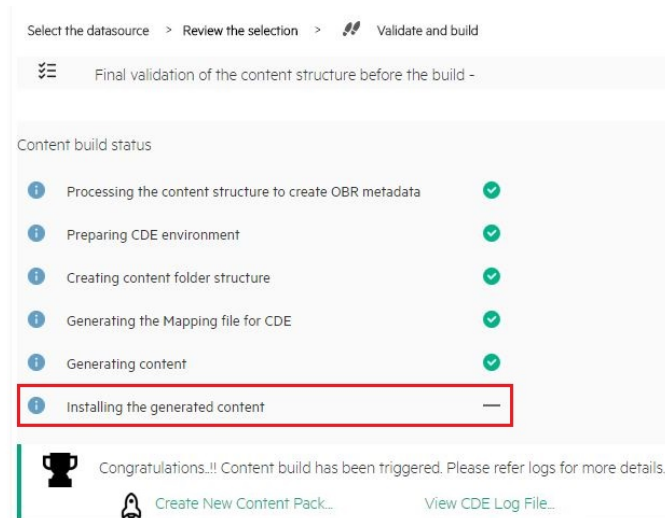 Select the datasource > Review the selection > Validate and build
Final validation of the content structure before the build -
Content build status
Processing the content structure to create OBR metadata
Preparing CDE environment
Creating content folder structure
Generating the Mapping file for CDE
Generating content
Installing the generated content
Congratulations..!! Content build has been triggered. Please refer logs for more details.
Create New Content Pack... View CDE Log File...